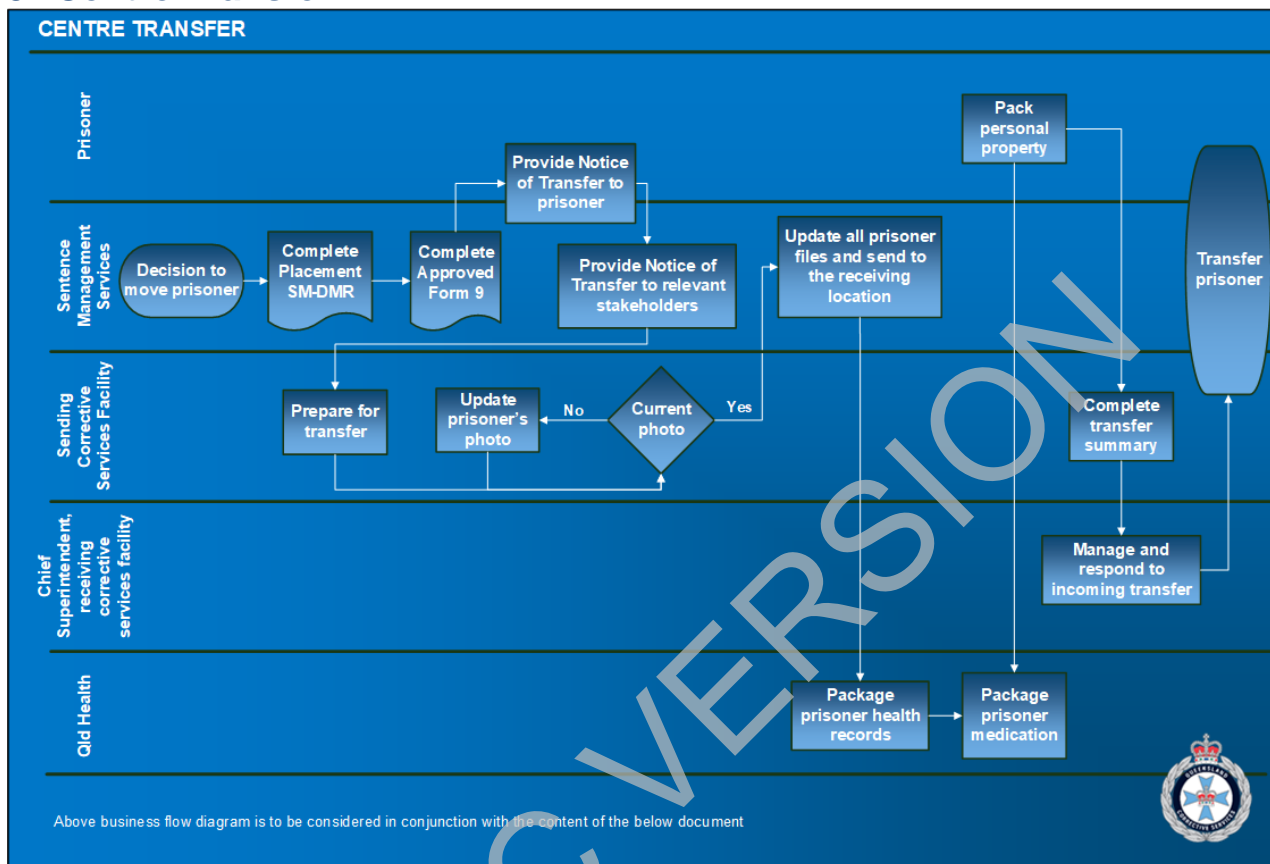 CENTRE TRANSFER
Prisoner
Pack
personal
property
Provide Notice
of Transfer to
prisoner
Sentence
Management
Services
Decision to
move prisoner
Complete
Placement
SM-DMR
Complete
Approved
Form 9
Provide Notice of
Transfer to relevant
stakeholders
Update all prisoner
files and send to
the receiving
location
Transfer
prisoner
Sending
Corrective
Services Facility
Prepare for
transfer
Update
prisoner's
photo
No
Current
photo
Yes
Complete
transfer
summary
Chief
Superintendent,
receiving
corrective
services facility
Manage and
respond to
incoming transfer
Qld Health
Package
prisoner health
records
Package
prisoner
medication
QUEENSLAND
CORRECTIVE SERVICES
Above business flow diagram is to be considered in conjunction with the content of the below document
C VERSION